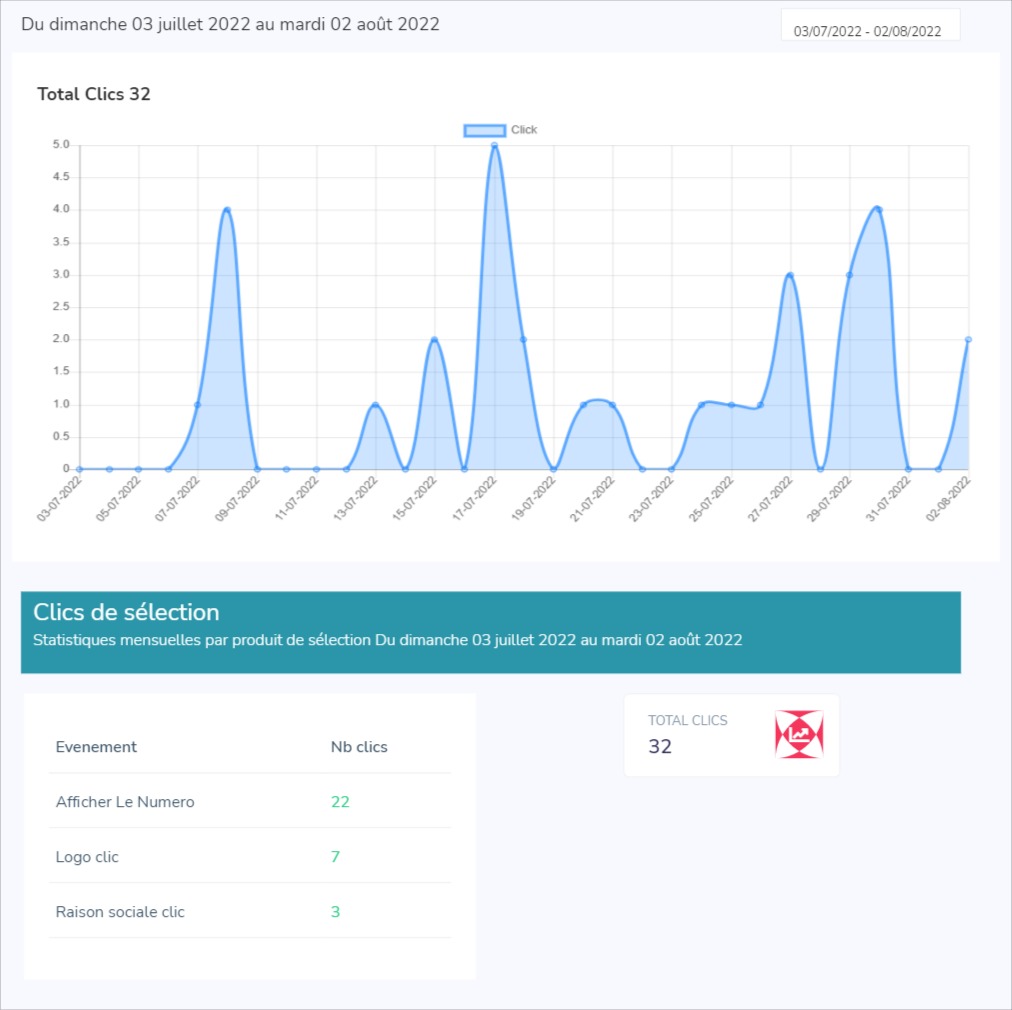 Du dimanche 03 juillet 2022 au mardi 02 août 2022
03/07/2022 - 02/08/2022
Total Clics 32
Click
5.0
4.5
4.0
3.5
3.0
2.5
2.0
1.5
1.0
0.5
0
03-07-2022 05-07-2022 07-07-2022 09-07-2022 11-07-2022 13-07-2022 15-07-2022 17-07-2022 19-07-2022 21-07-2022 23-07-2022 25-07-2022 27-07-2022 29-07-2022 31-07-2022 02-08-2022
Clics de sélection
Statistiques mensuelles par produit de sélection Du dimanche 03 juillet 2022 au mardi 02 août 2022
TOTAL CLICS
32
Evenement Nb clics
Afficher Le Numero 22
Logo clic 7
Raison sociale clic 3